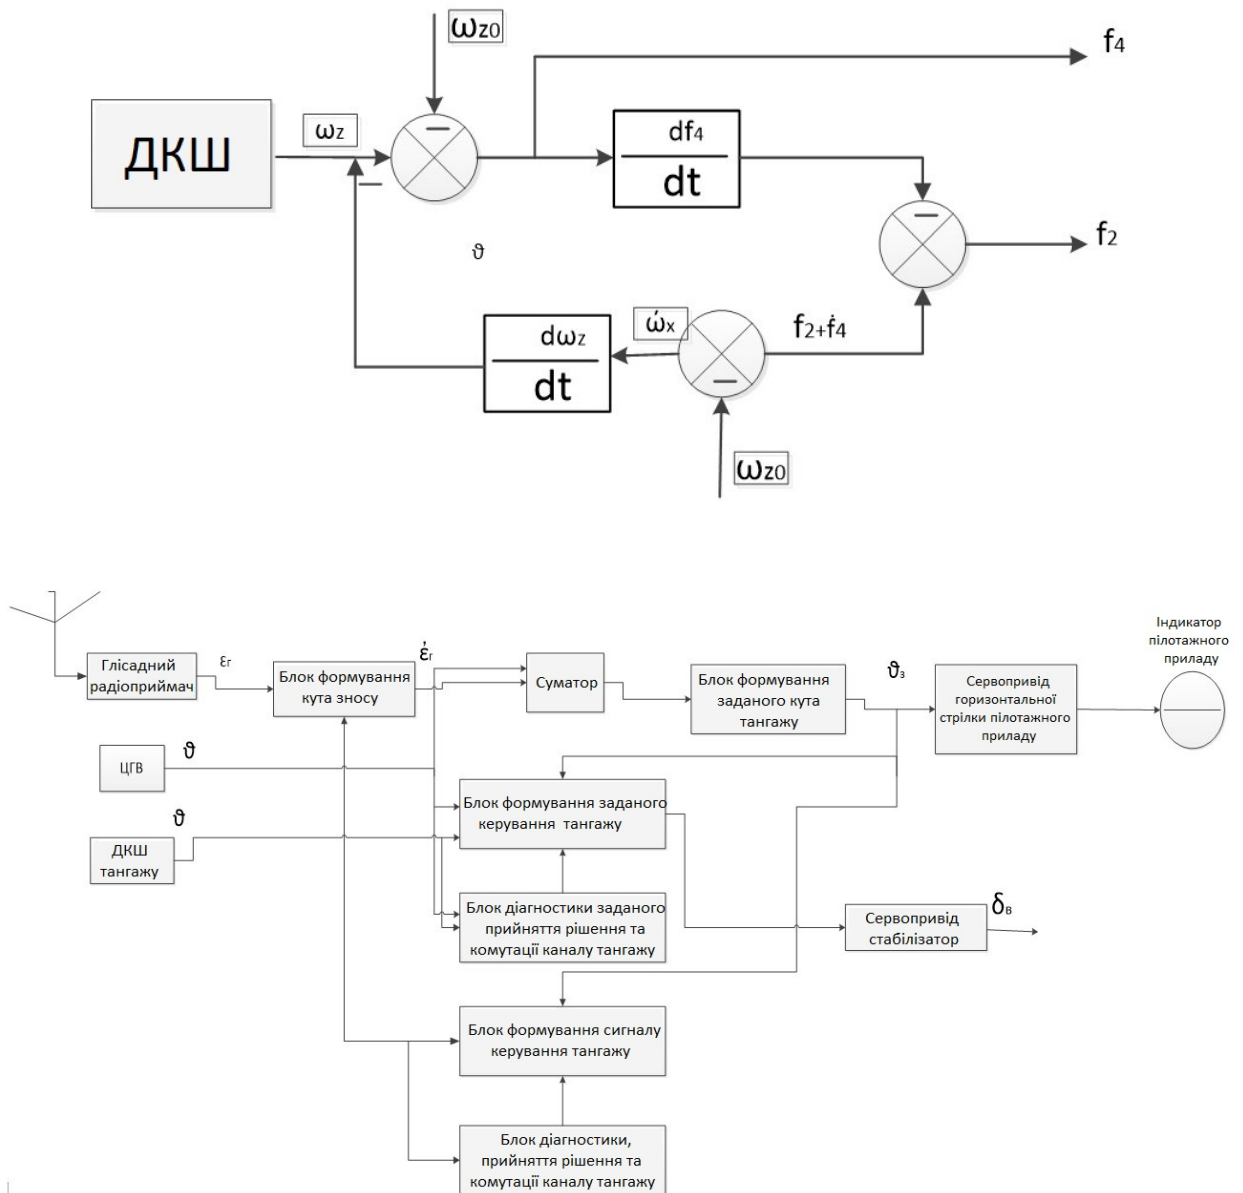 ωz0
f4
ДКШ
ωz
−
df4
dt
−
−
f2
ϑ
dωz
dt
ώx
f2+ḟ4
−
ωz0
Глісадний
радіоприймач
εг
Блок формування
кута зносу
ε̇г
Суматор
Блок формування
заданого кута
тангажу
ϑз
Сервопривід
горизонтальної
стрілки пілотажного
приладу
Індикатор
пілотажного
приладу
ЦГВ
ϑ
Блок формування заданого
керування тангажу
ДКШ
тангажу
ϑ
Блок діагностики заданого
прийняття рішення та
комутації каналу тангажу
Сервопривід
стабілізатор
δв
Блок формування сигналу
керування тангажу
Блок діагностики,
прийняття рішення та
комутації каналу тангажу